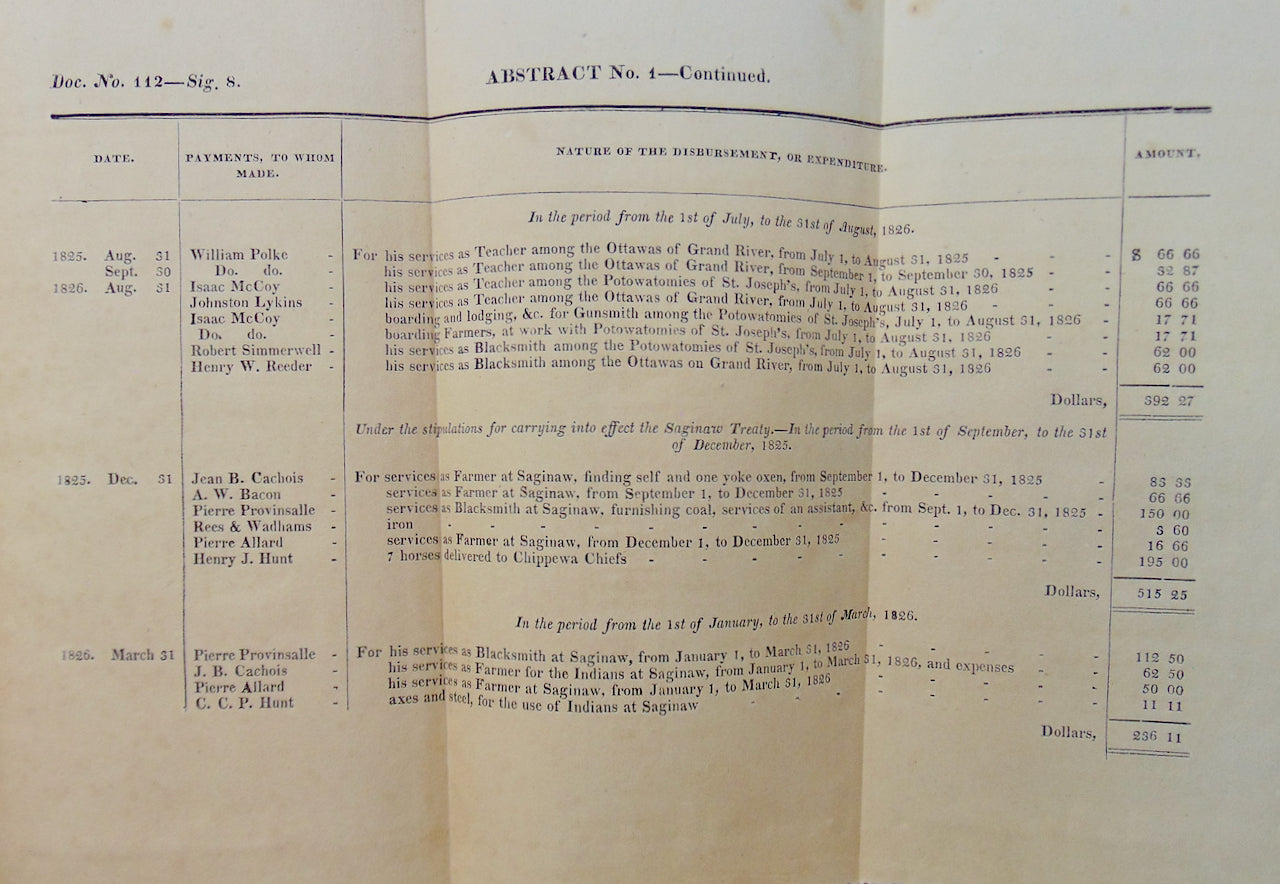 Doc. No. 112—Sig. 8.
ABSTRACT No. 1—Continued.
DATE. PAYMENTS, TO WHOM MADE. NATURE OF THE DISBURSEMENT, OR EXPENDITURE. AMOUNT.
In the period from the 1st of July, to the 31st of August, 1826.
1825. Aug. 31 William Polke - For his services as Teacher among the Ottawas of Grand River, from July 1, to August 31, 1825 - - - $ 66 66
Sept. 30 Do. do. - his services as Teacher among the Ottawas of Grand River, from September 1, to September 30, 1825 - - 32 87
1826. Aug. 31 Isaac McCoy - his services as Teacher among the Potowatomies of St. Joseph's, from July 1, to August 31, 1826 - - 66 66
Johnston Lykins - his services as Teacher among the Ottawas of Grand River, from July 1, to August 31, 1826 - - - 66 66
Isaac McCoy - boarding and lodging, &c. for Gunsmith among the Potowatomies of St. Joseph's, July 1, to August 31, 1826 - 17 71
Do. do. - boarding Farmers, at work with Potowatomies of St. Joseph's, from July 1, to August 31, 1826 - - 17 71
Robert Simmerwell - his services as Blacksmith among the Potowatomies of St. Joseph's, from July 1, to August 31, 1826 - - 62 00
Henry W. Reeder - his services as Blacksmith among the Ottawas on Grand River, from July 1, to August 31, 1826 - - 62 00
Dollars, 392 27
Under the stipulations for carrying into effect the Saginaw Treaty.—In the period from the 1st of September, to the 31st
of December, 1825.
1825. Dec. 31 Jean B. Cachois - For services as Farmer at Saginaw, finding self and one yoke oxen, from September 1, to December 31, 1825 - 83 33
A. W. Bacon - services as Farmer at Saginaw, from September 1, to December 31, 1825 - - - - - 66 66
Pierre Provinsalle - services as Blacksmith at Saginaw, furnishing coal, services of an assistant, &c. from Sept. 1, to Dec. 31, 1825 - 150 00
Rees & Wadhams - iron - - - - - - - - - - - - - - 3 60
Pierre Allard - services as Farmer at Saginaw, from December 1, to December 31, 1825 - - - - - 16 66
Henry J. Hunt - 7 horses delivered to Chippewa Chiefs - - - - - - - - - - 195 00
Dollars, 515 25
In the period from the 1st of January, to the 31st of March, 1826.
1826. March 31 Pierre Provinsalle - For his services as Blacksmith at Saginaw, from January 1, to March 31, 1826 - - - - - 112 50
J. B. Cachois - his services as Farmer for the Indians at Saginaw, from January 1, to March 31, 1826, and expenses - - 62 50
Pierre Allard - his services as Farmer at Saginaw, from January 1, to March 31, 1826 - - - - - 50 00
C. C. P. Hunt - axes and steel, for the use of Indians at Saginaw - - - - - - - 11 11
Dollars, 236 11